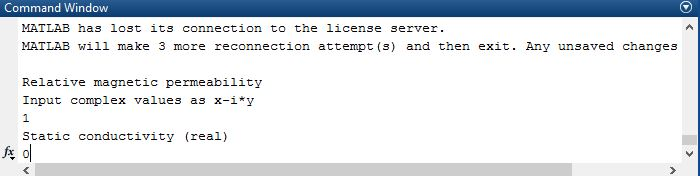 Command Window
MATLAB has lost its connection to the license server.
MATLAB will make 3 more reconnection attempt(s) and then exit. Any unsaved changes
Relative magnetic permeability
Input complex values as x-i*y
1
Static conductivity (real)
fx 0